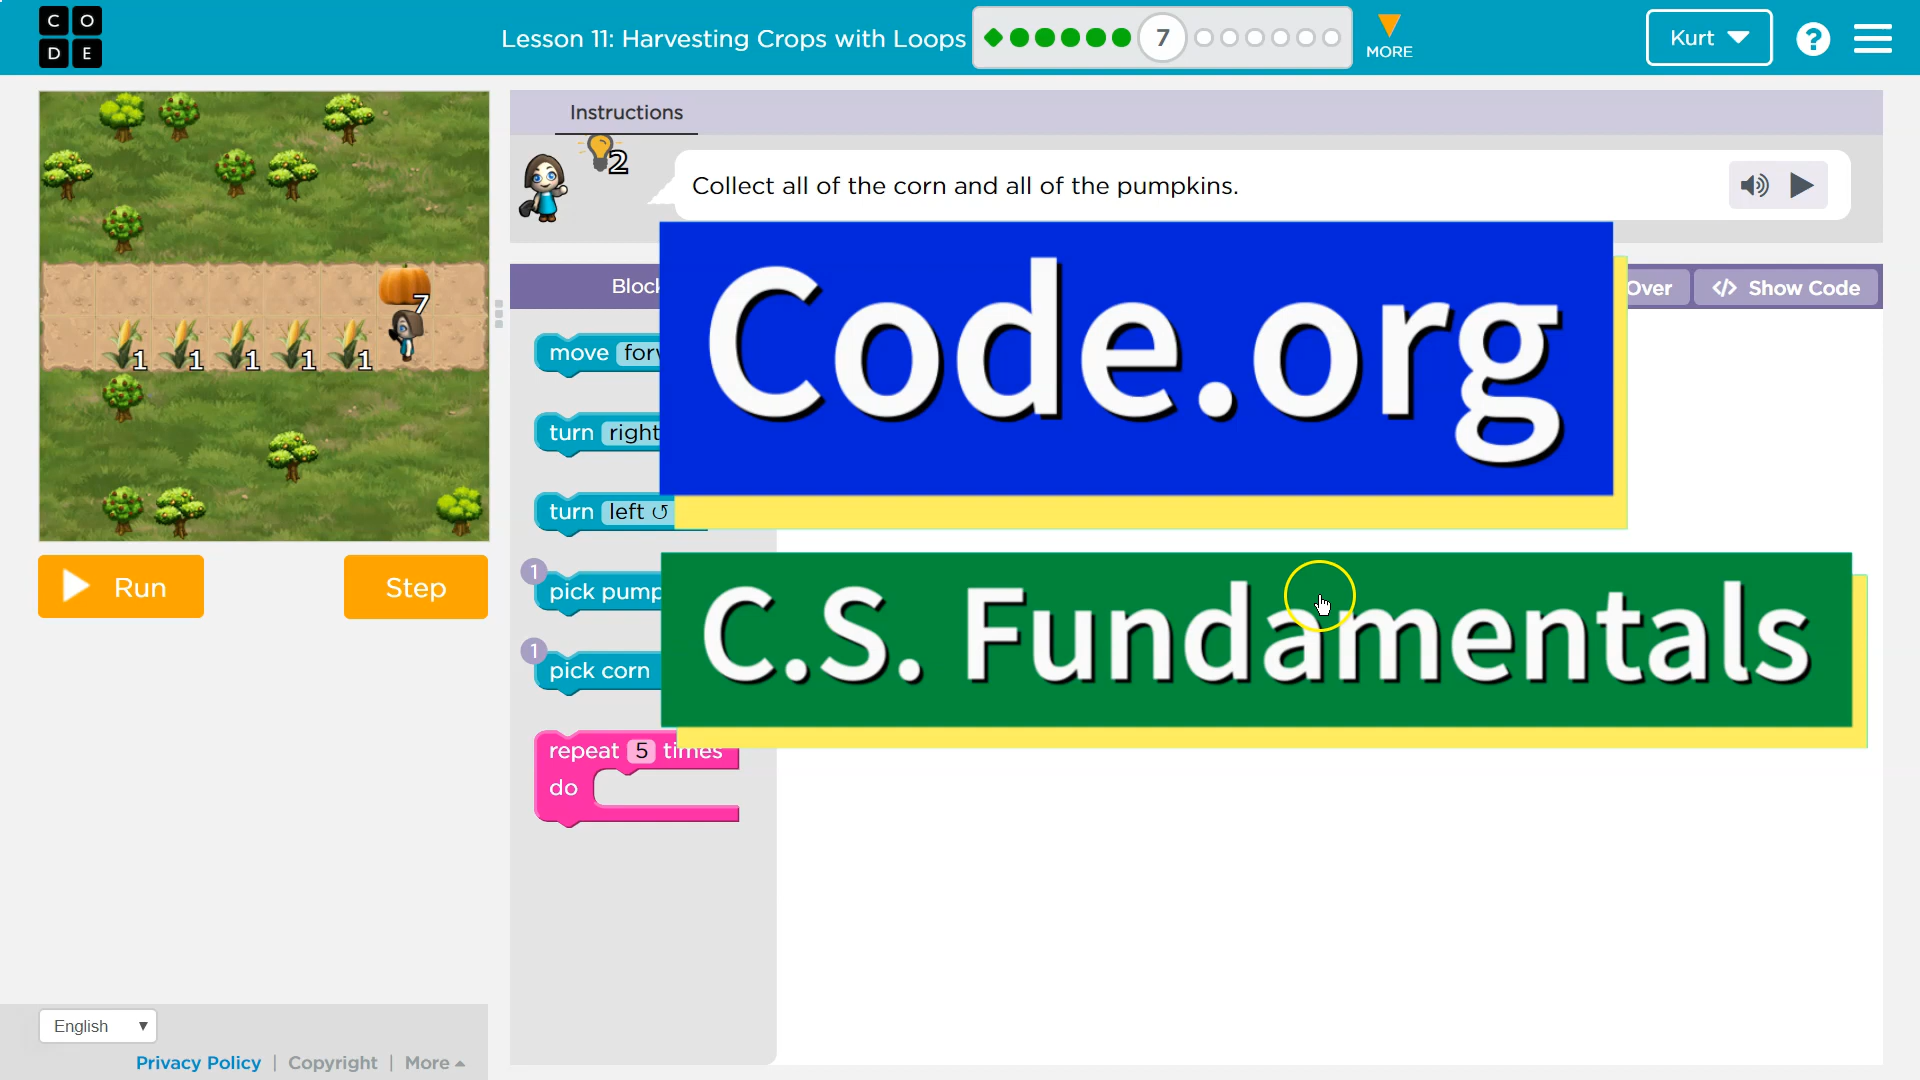 C O
D E
Lesson 11: Harvesting Crops with Loops
7
MORE
Kurt
?
Instructions
2
Collect all of the corn and all of the pumpkins.
Code.org
Over
</> Show Code
7
1 1 1 1 1
move
turn right
turn left ↺
1
pick
1
pick corn
C.S. Fundamentals
repeat 5 times
do
Run
Step
English
Privacy Policy | Copyright | More